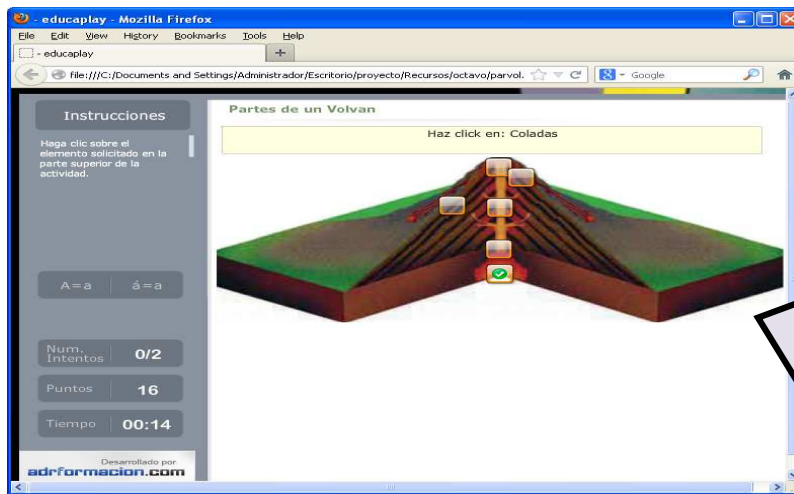 - educaplay - Mozilla Firefox
File Edit View History Bookmarks Tools Help
- educaplay
file:///C:/Documents and Settings/Administrador/Escritorio/proyecto/Recursos/octavo/parvol.
Google
Instrucciones
Haga clic sobre el
elemento solicitado en la
parte superior de la
actividad.
A=a
á=a
Num.
Intentos
0/2
Puntos
16
Tiempo
00:14
Desarrollado por
adrformacion.com
Partes de un Volvan
Haz click en: Coladas